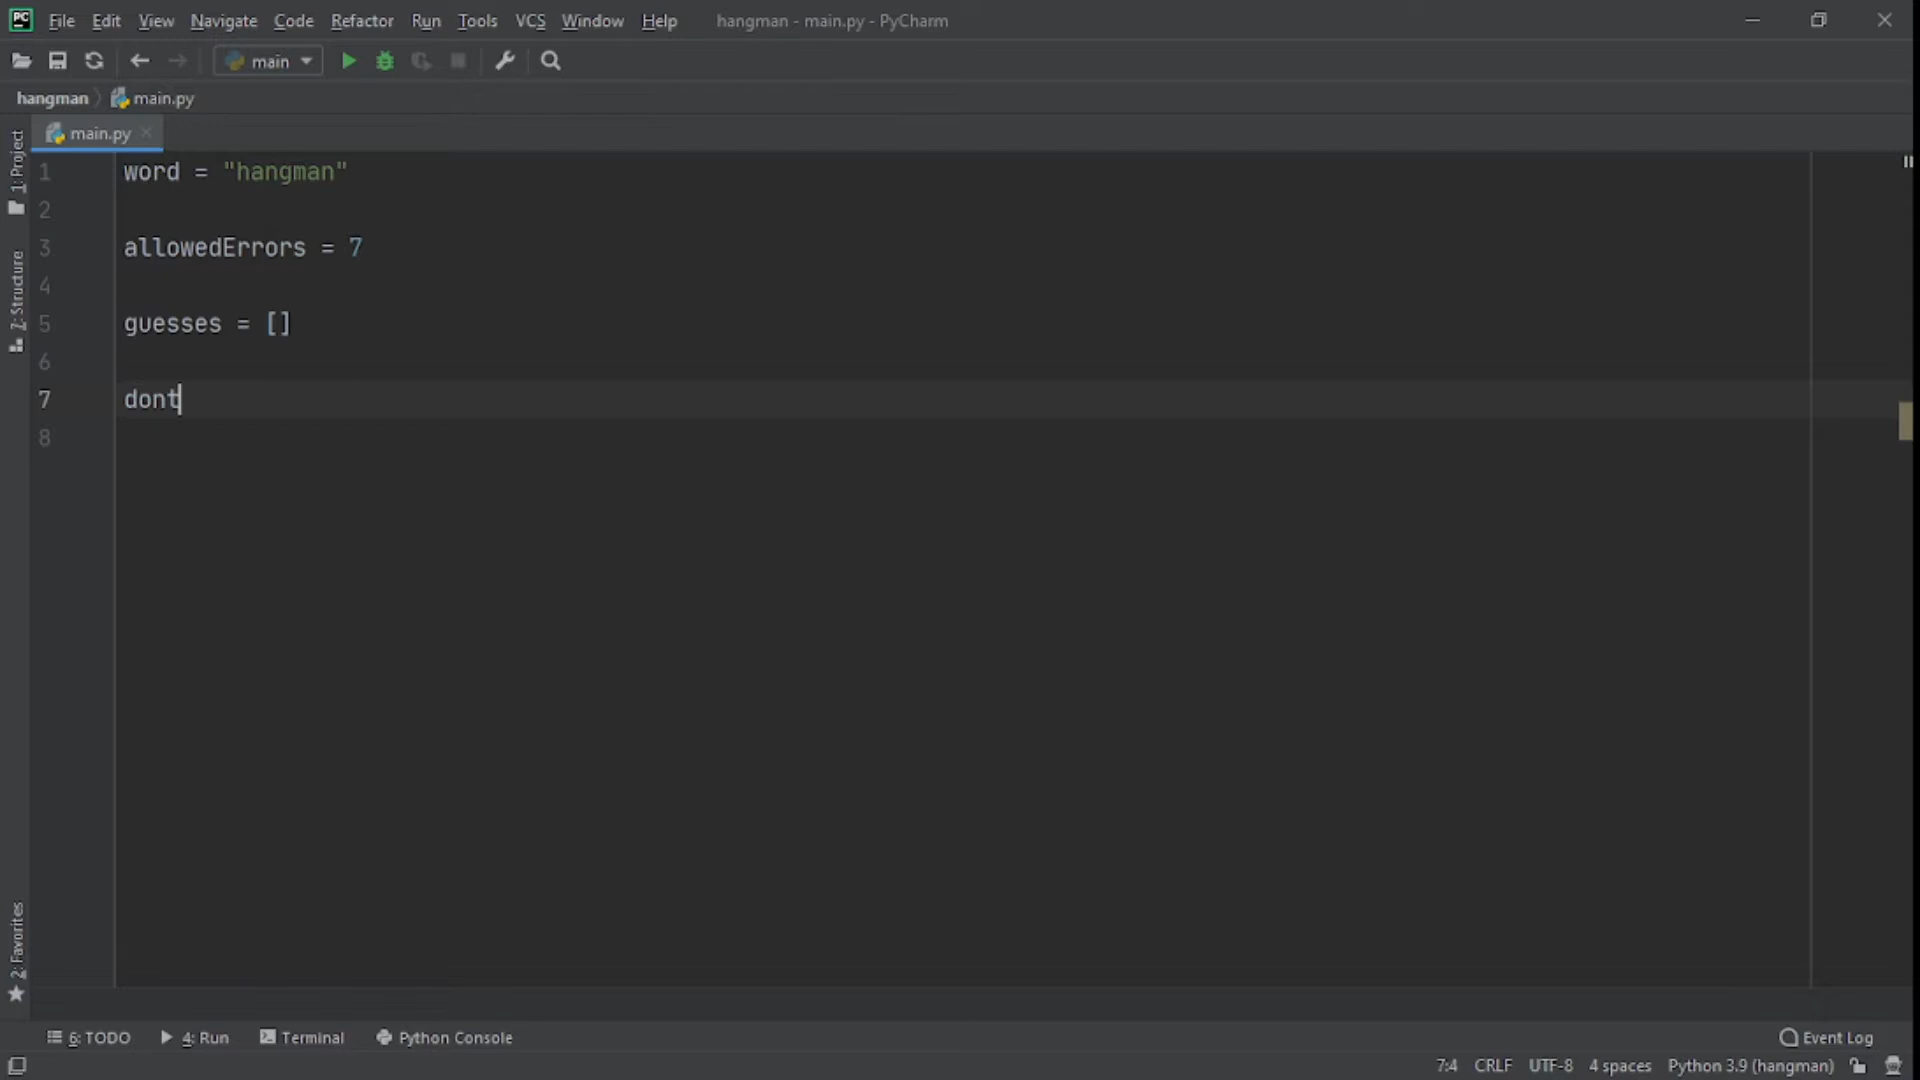 PC File Edit View Navigate Code Refactor Run Tools VCS Window Help hangman - main.py - PyCharm
main
hangman main.py
main.py
1: Project
Z: Structure
2: Favorites
1 word = "hangman"
2
3 allowedErrors = 7
4
5 guesses = []
6
7 dont
8
6: TODO 4: Run Terminal Python Console Event Log
7:4 CRLF UTF-8 4 spaces Python 3.9 (hangman)